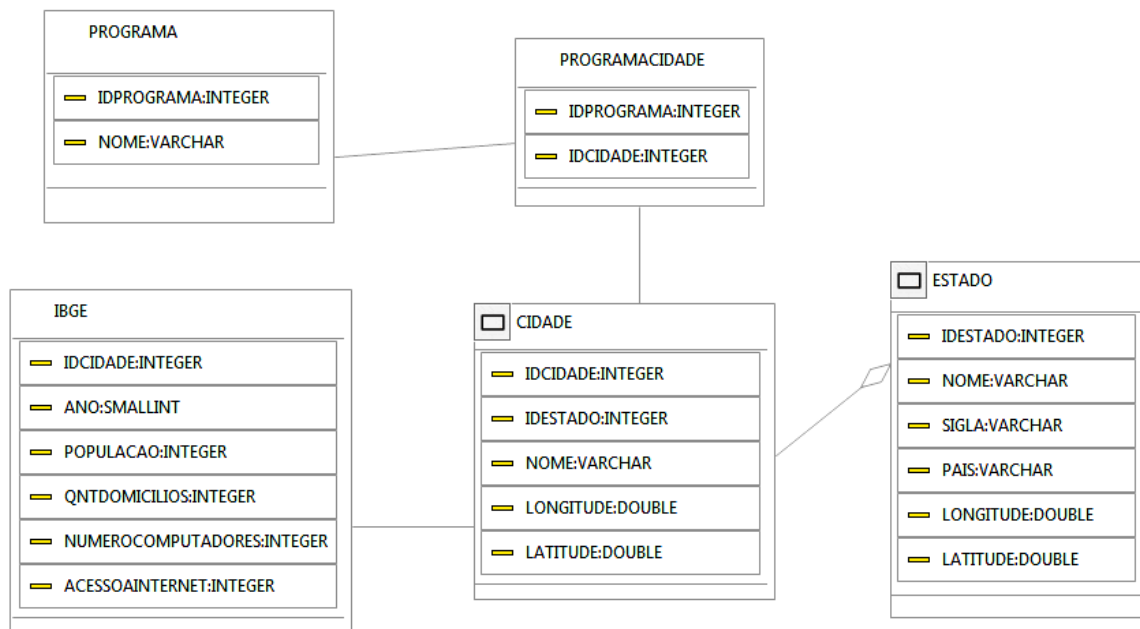 PROGRAMA
IDPROGRAMA:INTEGER
NOME:VARCHAR
PROGRAMACIDADE
IDPROGRAMA:INTEGER
IDCIDADE:INTEGER
IBGE
IDCIDADE:INTEGER
ANO:SMALLINT
POPULACAO:INTEGER
QNTDOMICILIOS:INTEGER
NUMEROCOMPUTADORES:INTEGER
ACESSOAINTERNET:INTEGER
CIDADE
IDCIDADE:INTEGER
IDESTADO:INTEGER
NOME:VARCHAR
LONGITUDE:DOUBLE
LATITUDE:DOUBLE
ESTADO
IDESTADO:INTEGER
NOME:VARCHAR
SIGLA:VARCHAR
PAIS:VARCHAR
LONGITUDE:DOUBLE
LATITUDE:DOUBLE